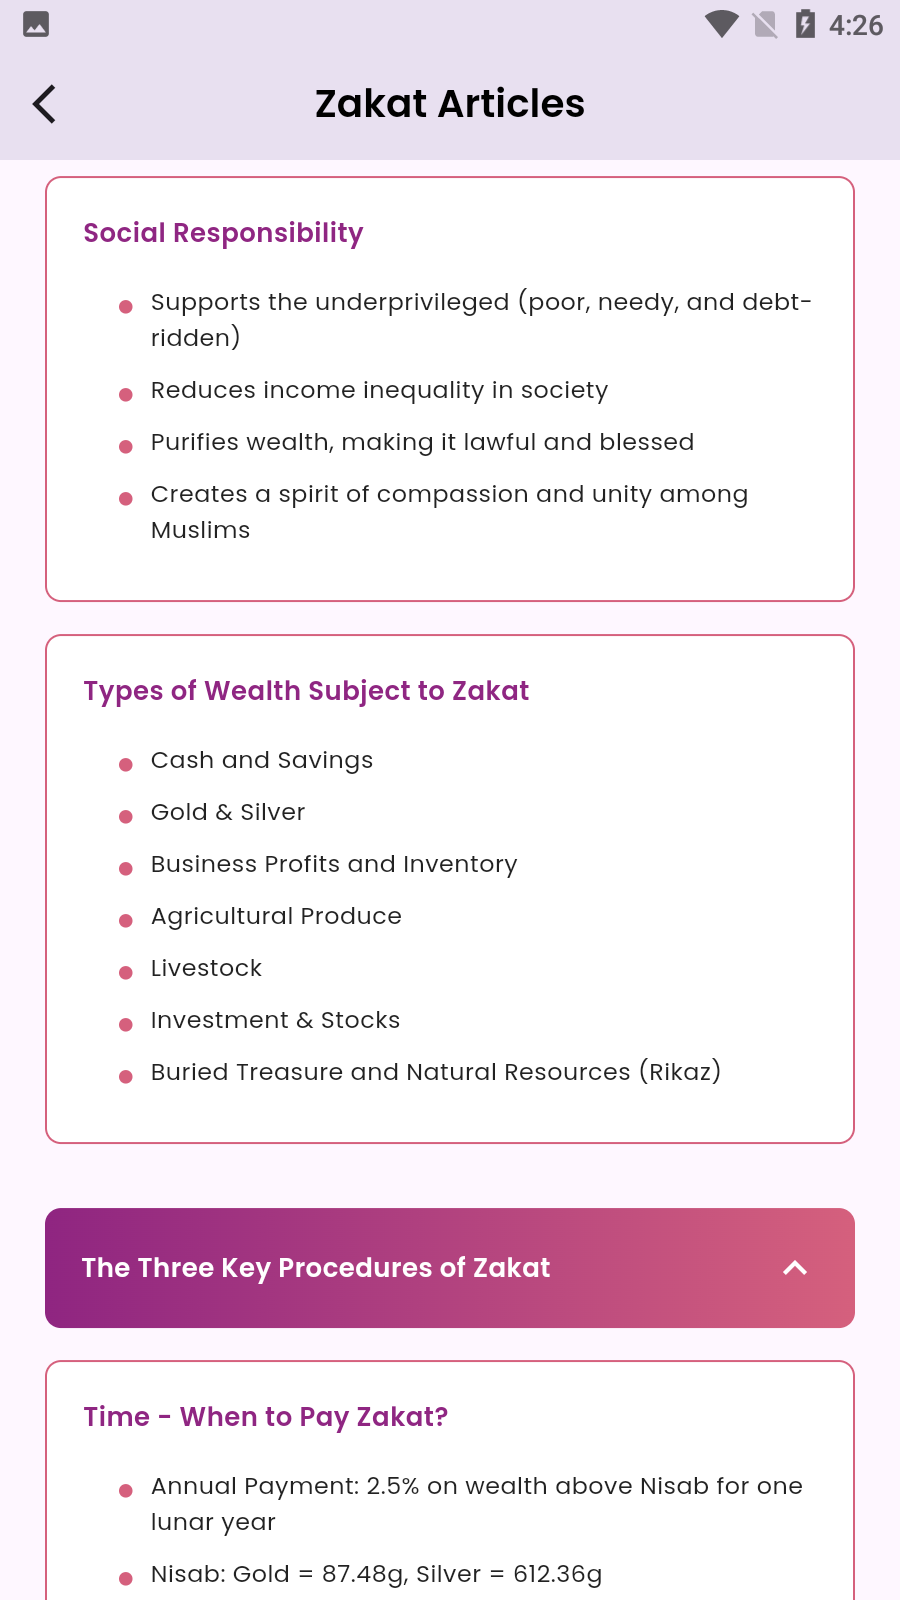 4:26
Zakat Articles
Social Responsibility
Supports the underprivileged (poor, needy, and debt-
ridden)
Reduces income inequality in society
Purifies wealth, making it lawful and blessed
Creates a spirit of compassion and unity among
Muslims
Types of Wealth Subject to Zakat
Cash and Savings
Gold & Silver
Business Profits and Inventory
Agricultural Produce
Livestock
Investment & Stocks
Buried Treasure and Natural Resources (Rikaz)
The Three Key Procedures of Zakat
Time - When to Pay Zakat?
Annual Payment: 2.5% on wealth above Nisab for one
lunar year
Nisab: Gold = 87.48g, Silver = 612.36g